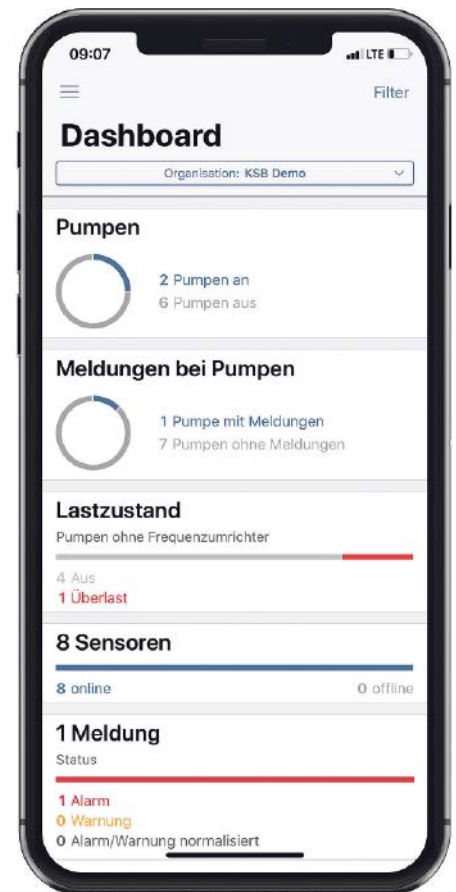 09:07
LTE
Filter
Dashboard
Organisation: KSB Demo
Pumpen
2 Pumpen an
6 Pumpen aus
Meldungen bei Pumpen
1 Pumpe mit Meldungen
7 Pumpen ohne Meldungen
Lastzustand
Pumpen ohne Frequenzumrichter
4 Aus
1 Überlast
8 Sensoren
8 online
0 offline
1 Meldung
Status
1 Alarm
0 Warnung
0 Alarm/Warnung normalisiert